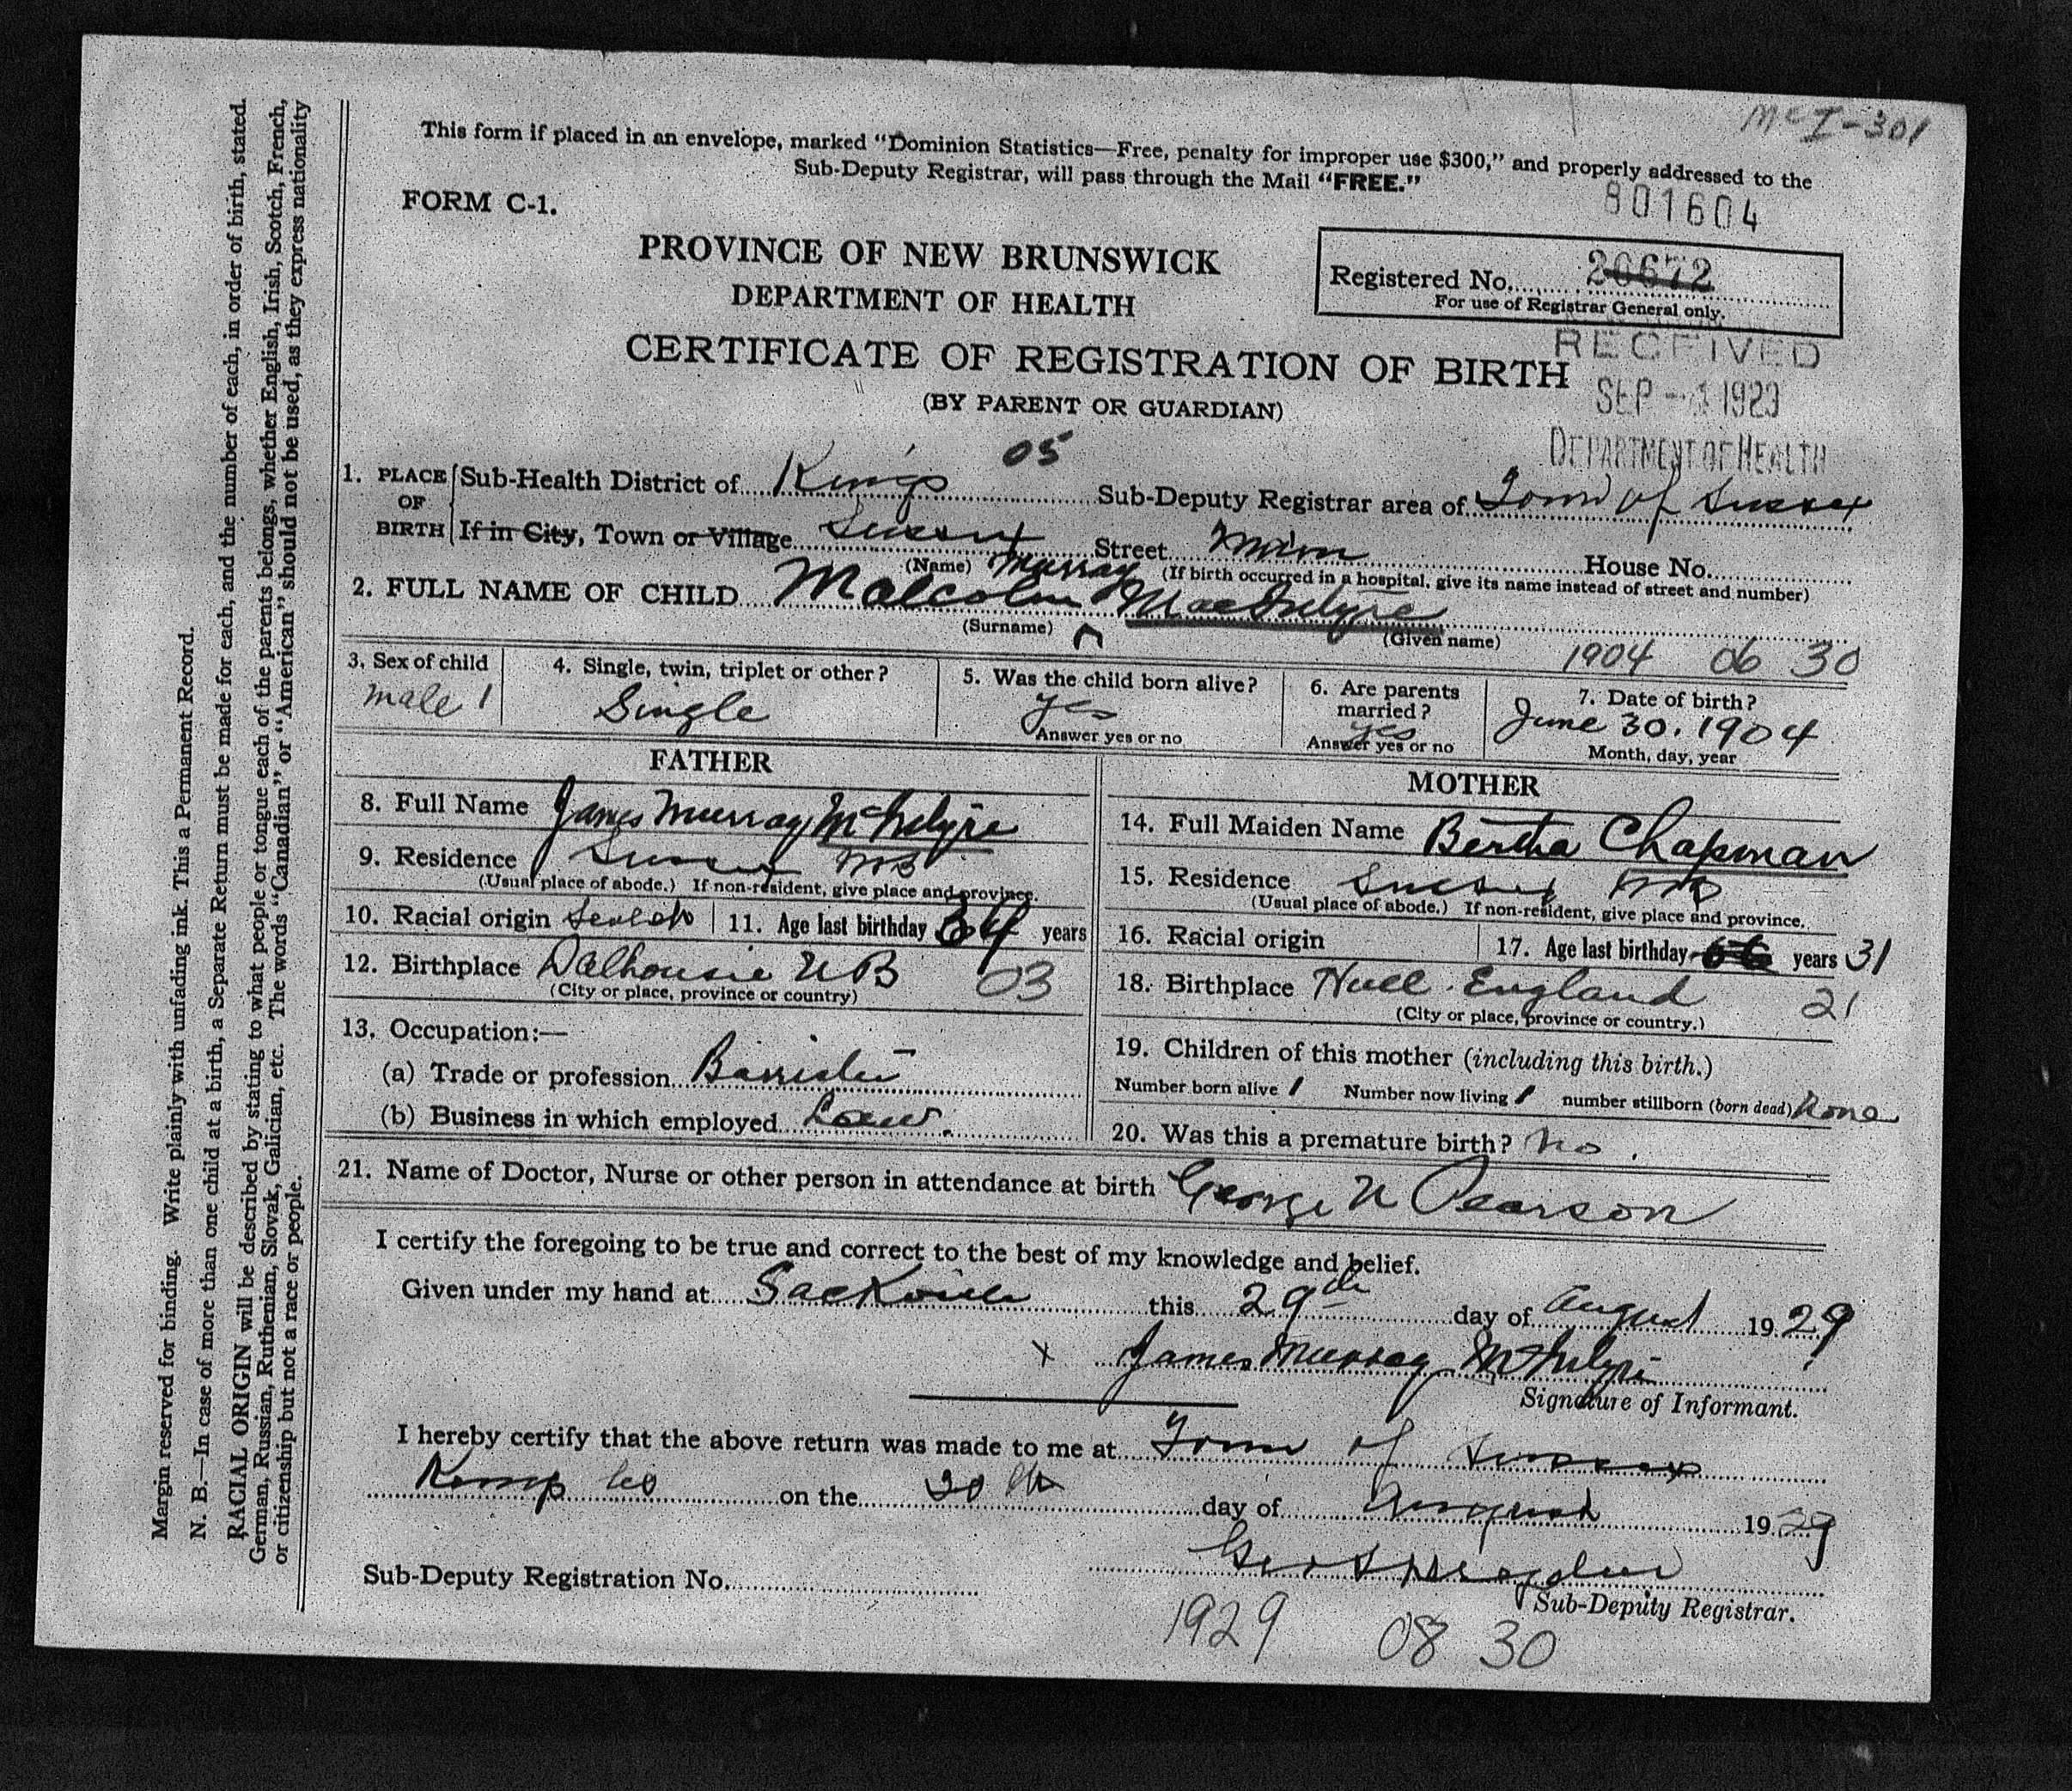 McI-301
This form if placed in an envelope, marked “Dominion Statistics—Free, penalty for improper use $300,” and properly addressed to the
Sub-Deputy Registrar, will pass through the Mail “FREE.”
FORM C-1.
801604
PROVINCE OF NEW BRUNSWICK
DEPARTMENT OF HEALTH
Registered No. 20672
For use of Registrar General only.
CERTIFICATE OF REGISTRATION OF BIRTH
(BY PARENT OR GUARDIAN)
RECEIVED
SEP 1929
DEPARTMENT OF HEALTH
05
1. PLACE OF BIRTH Sub-Health District of Kings Sub-Deputy Registrar area of Town of Sussex
If in City, Town or Village Sussex Street Main House No.
(Name) (If birth occurred in a hospital, give its name instead of street and number)
2. FULL NAME OF CHILD Malcolm Murray MacIntyre
(Surname) (Given name)
1904 06 30
3. Sex of child male 1
4. Single, twin, triplet or other? Single
5. Was the child born alive? Yes Answer yes or no
6. Are parents married? Yes Answer yes or no
7. Date of birth? June 30. 1904 Month, day, year
FATHER
8. Full Name James Murray McIntyre
9. Residence Sussex NB
(Usual place of abode.) If non-resident, give place and province.
10. Racial origin Scotch 11. Age last birthday 34 years
12. Birthplace Dalhousie NB 03
(City or place, province or country)
13. Occupation:—
(a) Trade or profession Barrister
(b) Business in which employed Law.
MOTHER
14. Full Maiden Name Bertha Chapman
15. Residence Sussex NB
(Usual place of abode.) If non-resident, give place and province.
16. Racial origin 17. Age last birthday years 31
18. Birthplace Hull. England 21
(City or place, province or country.)
19. Children of this mother (including this birth.)
Number born alive 1 Number now living 1 number stillborn (born dead) None
20. Was this a premature birth? No.
21. Name of Doctor, Nurse or other person in attendance at birth George N Pearson
I certify the foregoing to be true and correct to the best of my knowledge and belief.
Given under my hand at Sackville this 29th day of August 1929
x James Murray McIntyre
Signature of Informant.
I hereby certify that the above return was made to me at Town of Sussex
Kings Co on the 30th day of August 1929
Sub-Deputy Registration No.
Sub-Deputy Registrar.
1929 08 30
Margin reserved for binding. Write plainly with unfading ink. This a Permanent Record.
N. B.—In case of more than one child at a birth, a Separate Return must be made for each, and the number of each, in order of birth, stated.
RACIAL ORIGIN will be described by stating to what people or tongue each of the parents belongs, whether English, Irish, Scotch, French,
German, Russian, Ruthenian, Slovak, Galician, etc. The words “Canadian” or “American” should not be used, as they express nationality
or citizenship but not a race or people.